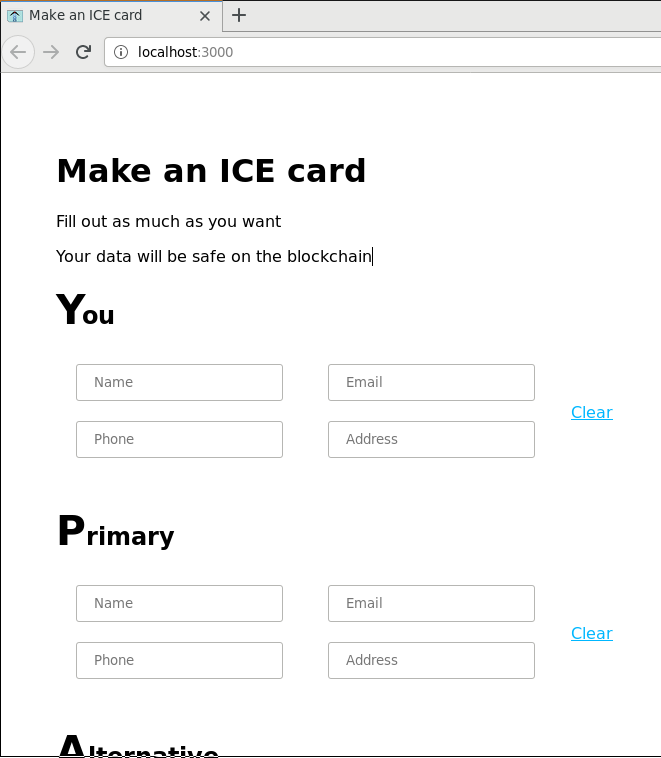 Make an ICE card
localhost:3000
Make an ICE card
Fill out as much as you want
Your data will be safe on the blockchain
You
Name Email
Clear
Phone Address
Primary
Name Email
Clear
Phone Address
Alternative